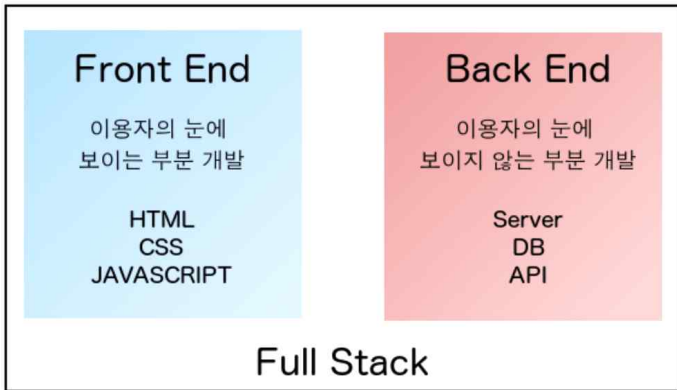 Front End
이용자의 눈에
보이는 부분 개발
HTML
CSS
JAVASCRIPT
Back End
이용자의 눈에
보이지 않는 부분 개발
Server
DB
API
Full Stack